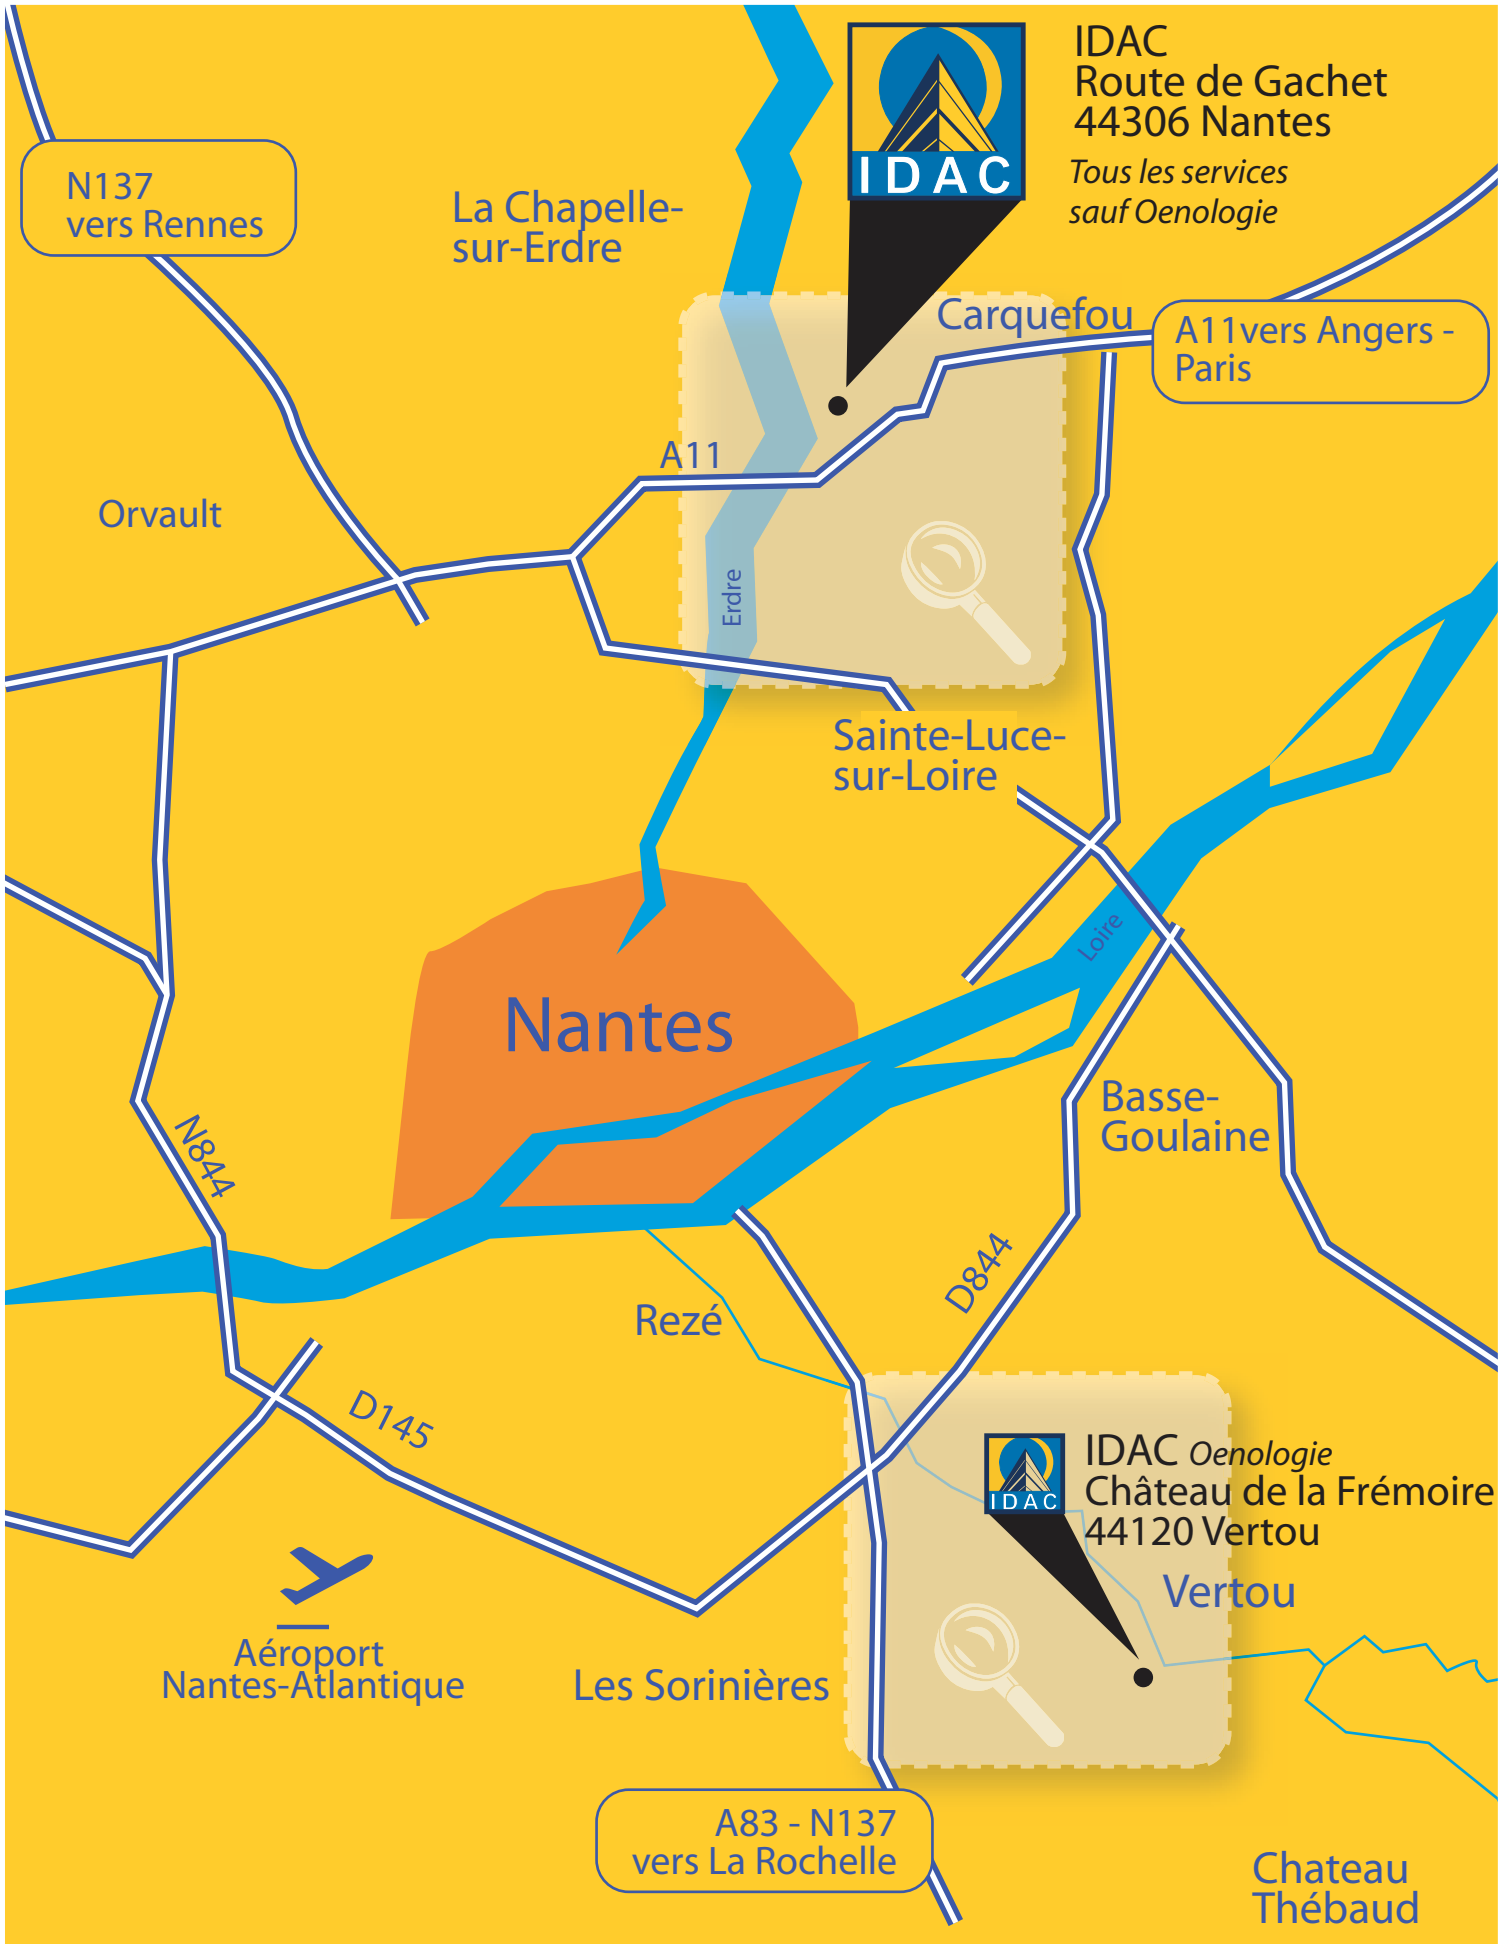 IDAC
IDAC
Route de Gachet
44306 Nantes
Tous les services
sauf Oenologie
N137
vers Rennes
La Chapelle-
sur-Erdre
Carquefou
A11vers Angers -
Paris
A11
Orvault
Erdre
Sainte-Luce-
sur-Loire
Loire
Nantes
Basse-
Goulaine
N844
D844
Rezé
D145
IDAC
IDAC Oenologie
Château de la Frémoire
44120 Vertou
Vertou
Aéroport
Nantes-Atlantique
Les Sorinières
A83 - N137
vers La Rochelle
Chateau
Thébaud